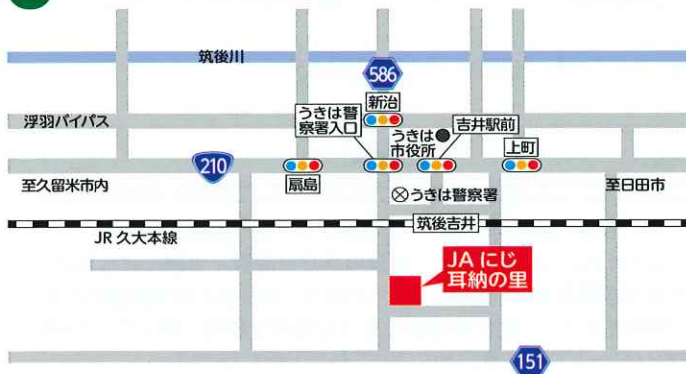 筑後川
586
新治
浮羽バイパス
うきは警
察署入口
うきは
市役所
吉井駅前
上町
210
扇島
至久留米市内
至日田市
うきは警察署
筑後吉井
JR 久大本線
JA にじ
耳納の里
151